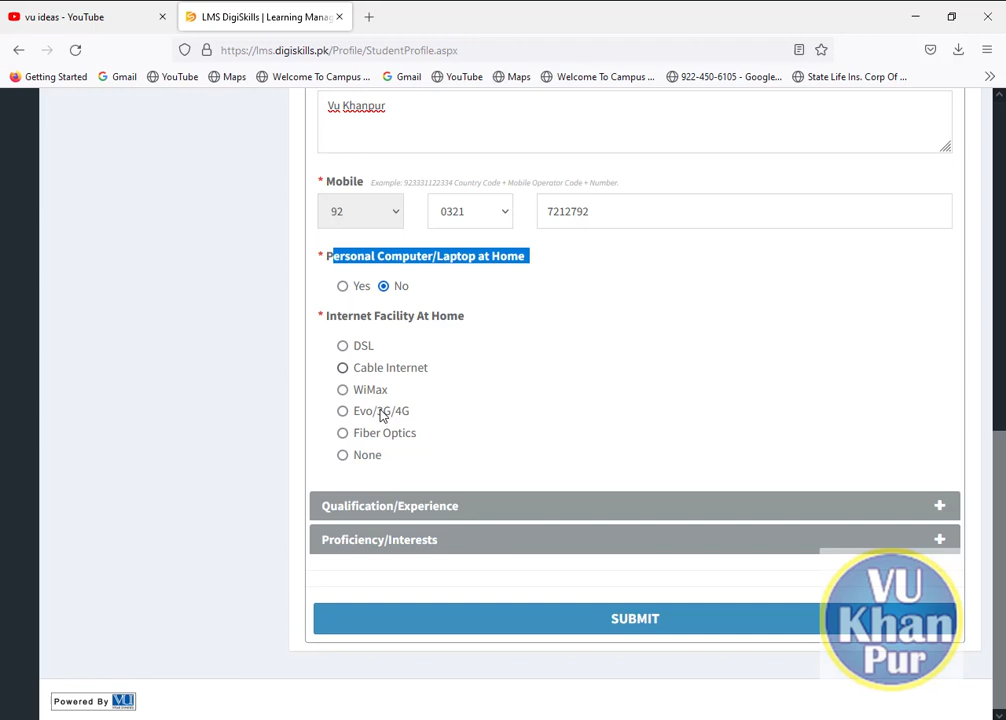 vu ideas - YouTube
LMS DigiSkills | Learning Manag
https://lms.digiskills.pk/Profile/StudentProfile.aspx
Getting Started Gmail YouTube Maps Welcome To Campus ... Gmail YouTube Maps Welcome To Campus ... 922-450-6105 - Google... State Life Ins. Corp Of ...
Vu Khanpur
* Mobile Example: 923331122334 Country Code + Mobile Operator Code + Number.
92 0321 7212792
* Personal Computer/Laptop at Home
Yes No
* Internet Facility At Home
DSL
Cable Internet
WiMax
Evo/3G/4G
Fiber Optics
None
Qualification/Experience
Proficiency/Interests
SUBMIT
VU
Khan
Pur
Powered By VU